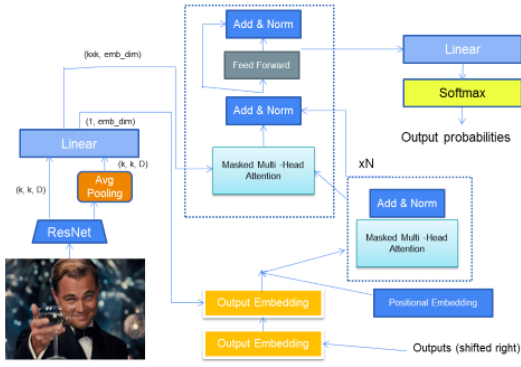 Add & Norm
(kxk, emb_dim)
Feed Forward
Linear
Softmax
Add & Norm
Output probabilities
(1, emb_dim)
Linear
xN
Masked Multi -Head
Attention
(k, k, D)
(k, k, D)
Avg
Pooling
Add & Norm
ResNet
Masked Multi -Head
Attention
Output Embedding
Positional Embedding
Output Embedding
Outputs (shifted right)